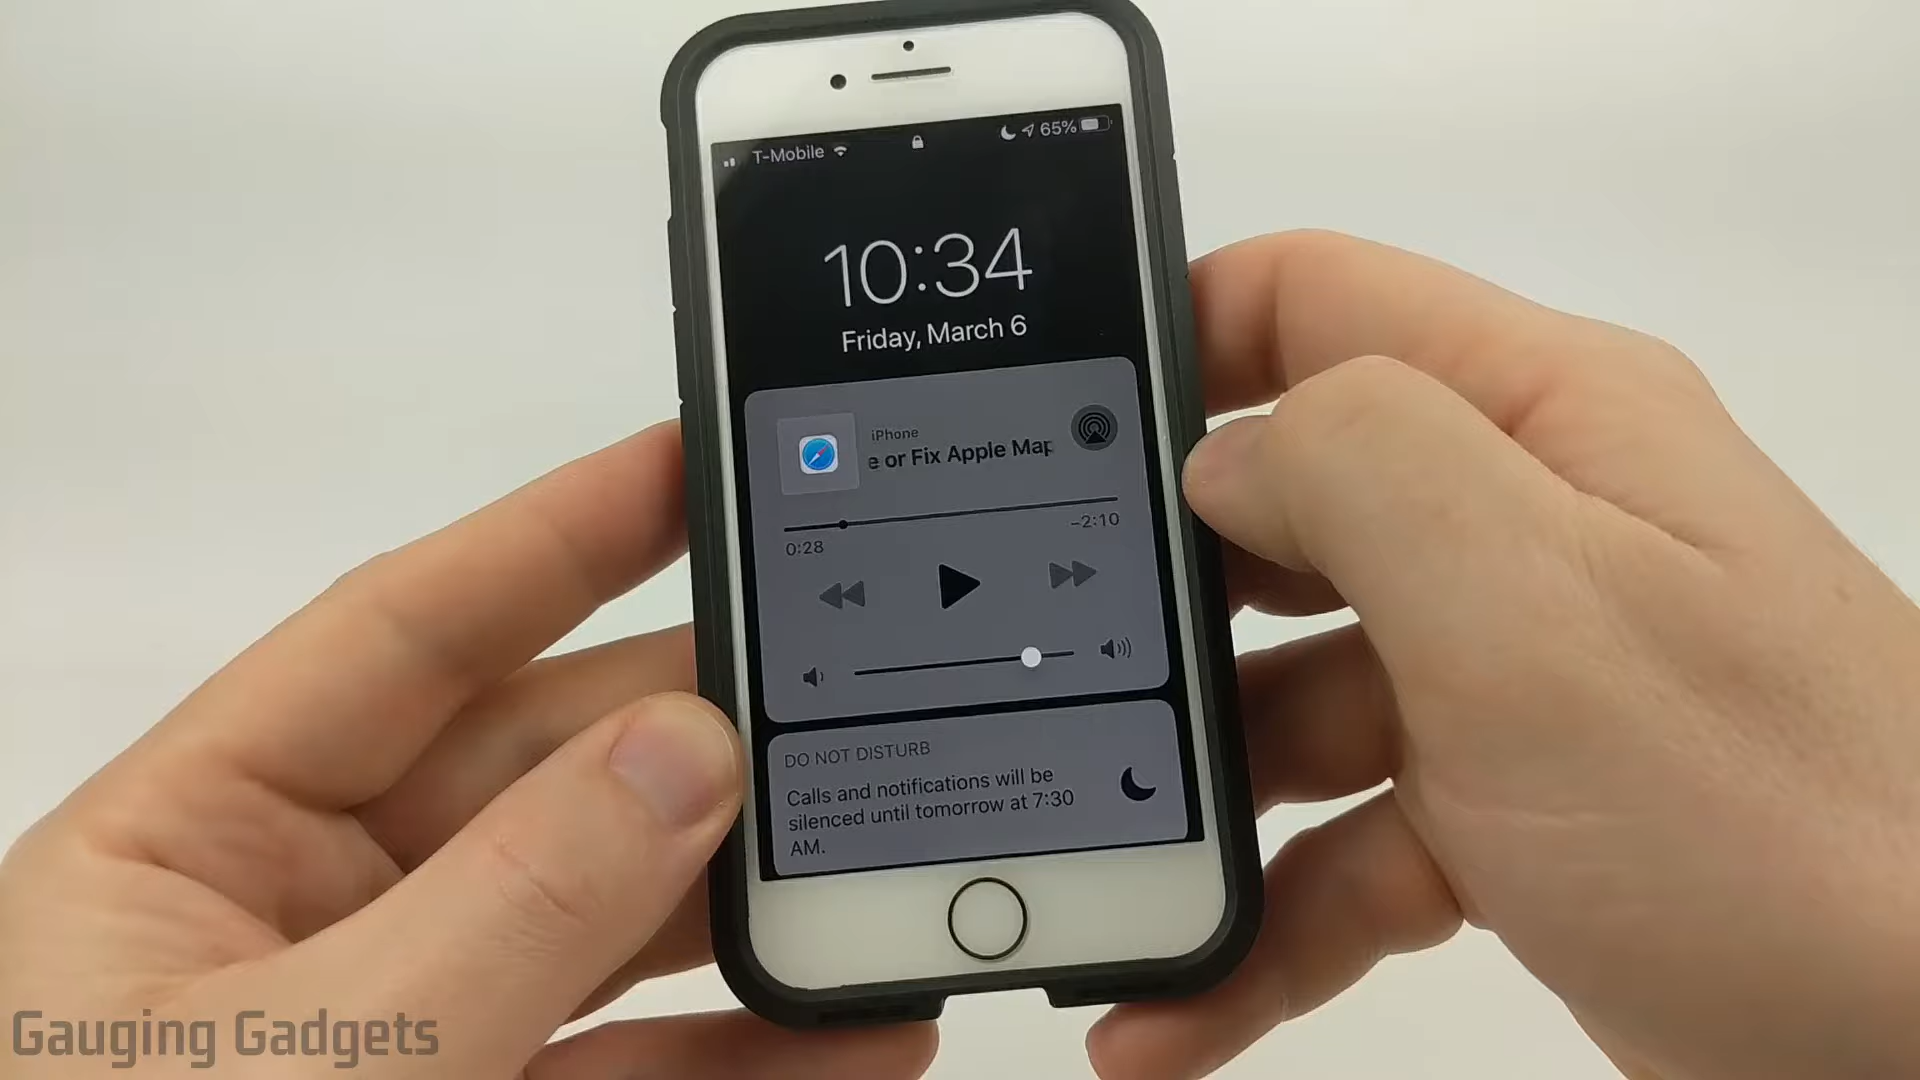 T-Mobile
65%
10:34
Friday, March 6
iPhone
e or Fix Apple Map
0:28
-2:10
DO NOT DISTURB
Calls and notifications will be
silenced until tomorrow at 7:30
AM.
Gauging Gadgets